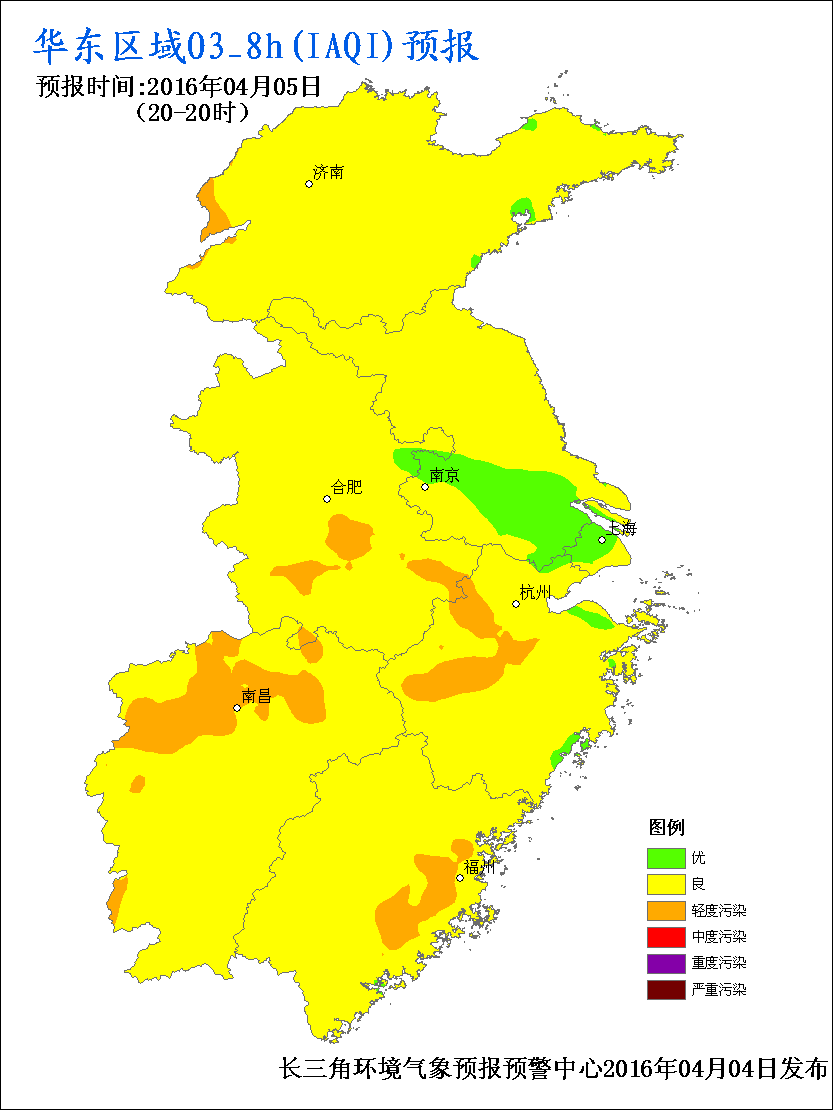 华东区域O3_8h(IAQI)预报
预报时间:2016年04月05日
(20-20时)
济南
南京
合肥
上海
杭州
南昌
福州
图例
优
良
轻度污染
中度污染
重度污染
严重污染
长三角环境气象预报预警中心2016年04月04日发布